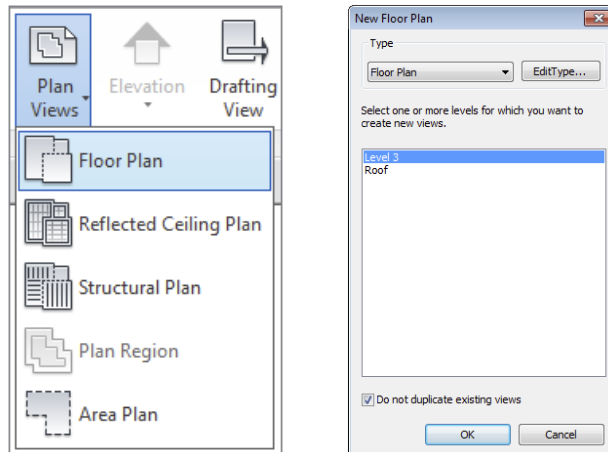 Plan Views
Elevation
Drafting View
Floor Plan
Reflected Ceiling Plan
Structural Plan
Plan Region
Area Plan
New Floor Plan
Type
Floor Plan
EditType...
Select one or more levels for which you want to
create new views.
Level 3
Roof
Do not duplicate existing views
OK
Cancel